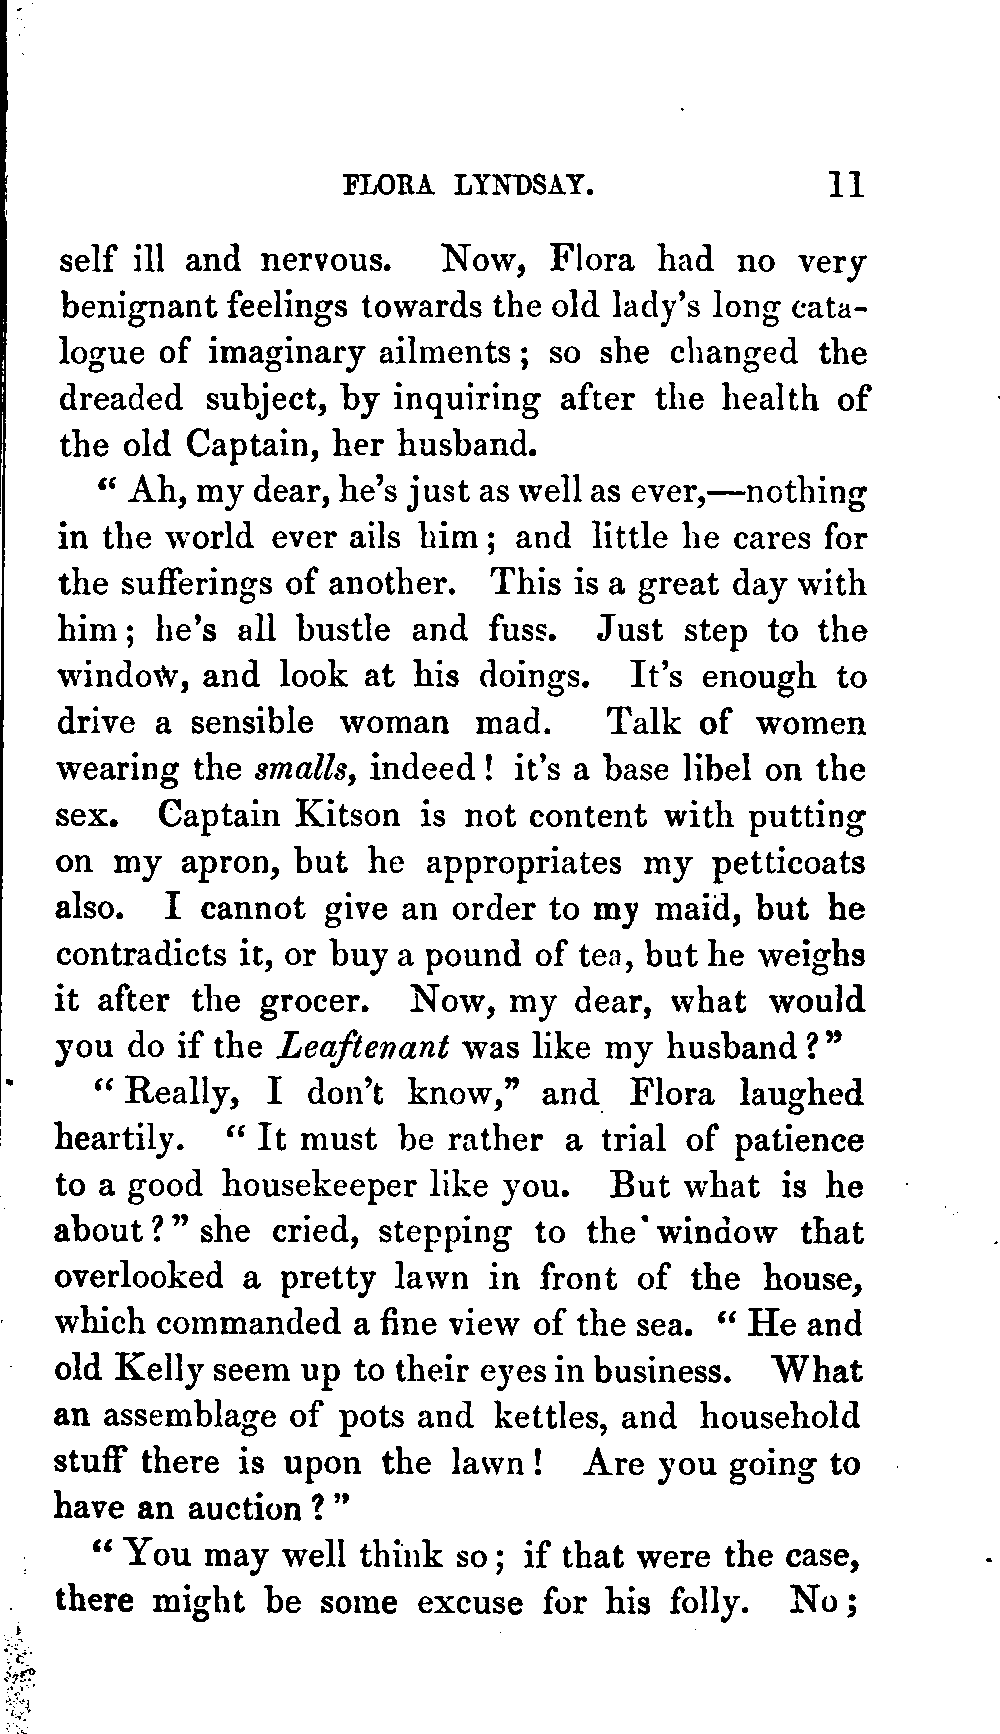 FLORA LYNDSAY. 11
self ill and nervous. Now, Flora had no very
benignant feelings towards the old lady's long cata-
logue of imaginary ailments; so she changed the
dreaded subject, by inquiring after the health of
the old Captain, her husband.
“Ah, my dear, he's just as well as ever,—nothing
in the world ever ails him; and little he cares for
the sufferings of another. This is a great day with
him; he's all bustle and fuss. Just step to the
window, and look at his doings. It's enough to
drive a sensible woman mad. Talk of women
wearing the smalls, indeed! it's a base libel on the
sex. Captain Kitson is not content with putting
on my apron, but he appropriates my petticoats
also. I cannot give an order to my maid, but he
contradicts it, or buy a pound of tea, but he weighs
it after the grocer. Now, my dear, what would
you do if the Leaftenant was like my husband?”
“Really, I don't know,” and Flora laughed
heartily. “It must be rather a trial of patience
to a good housekeeper like you. But what is he
about?” she cried, stepping to the window that
overlooked a pretty lawn in front of the house,
which commanded a fine view of the sea. “He and
old Kelly seem up to their eyes in business. What
an assemblage of pots and kettles, and household
stuff there is upon the lawn! Are you going to
have an auction?”
“You may well think so; if that were the case,
there might be some excuse for his folly. No;